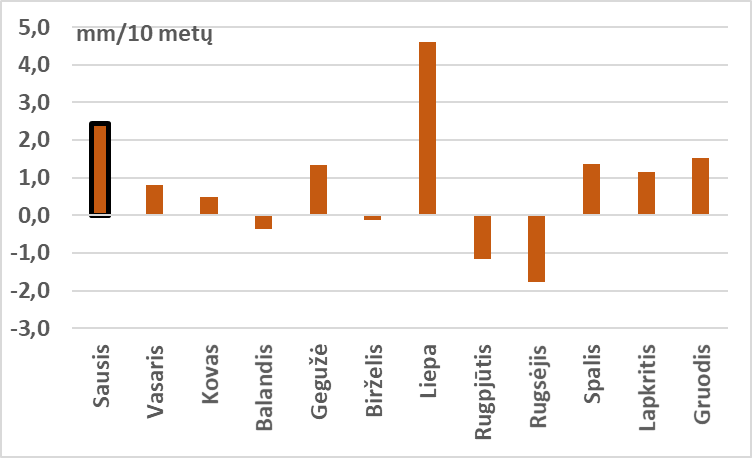 5,0
mm/10 metų
4,0
3,0
2,0
1,0
0,0
-1,0
-2,0
-3,0
Sausis
Vasaris
Kovas
Balandis
Gegužė
Birželis
Liepa
Rugpjūtis
Rugsėjis
Spalis
Lapkritis
Gruodis